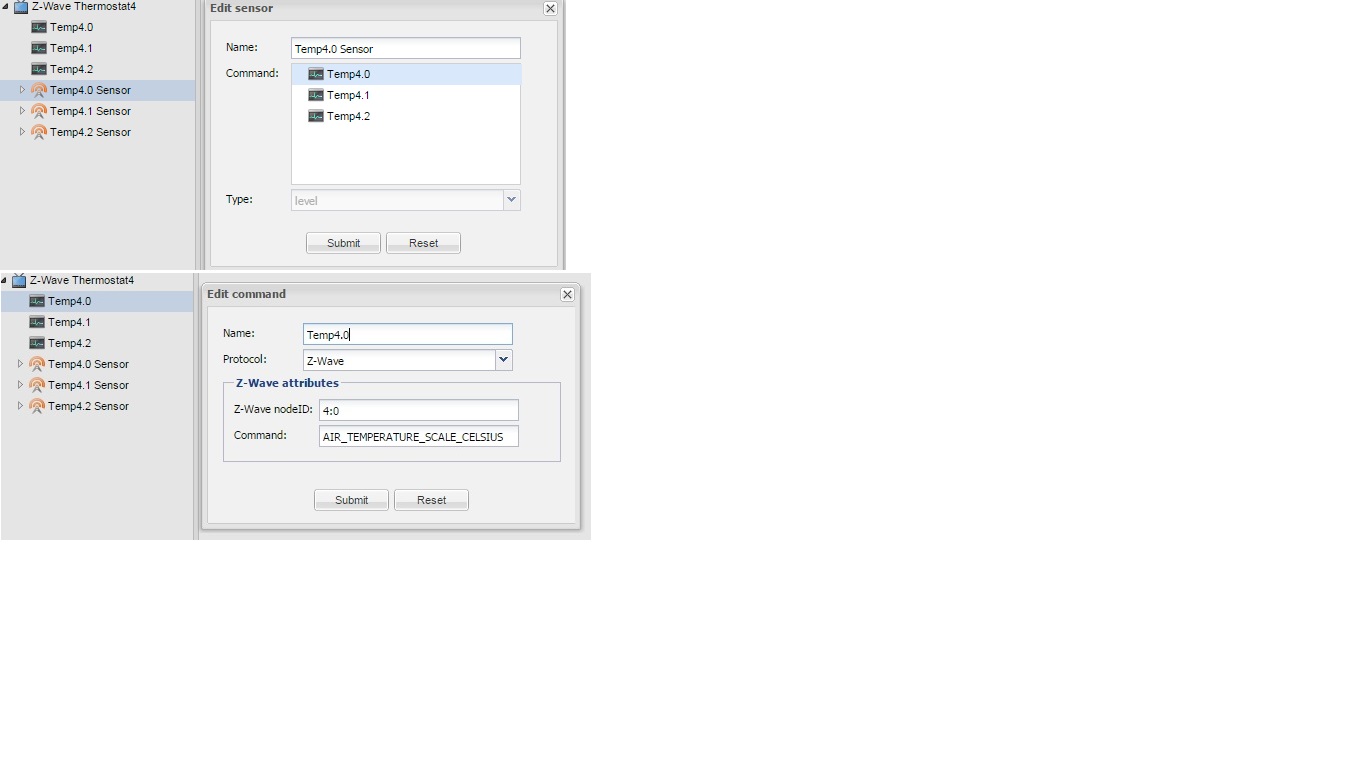 Z-Wave Thermostat4
Temp4.0
Temp4.1
Temp4.2
Temp4.0 Sensor
Temp4.1 Sensor
Temp4.2 Sensor
Edit sensor
Name: Temp4.0 Sensor
Command: Temp4.0
Temp4.1
Temp4.2
Type: level
Submit Reset
Z-Wave Thermostat4
Temp4.0
Temp4.1
Temp4.2
Temp4.0 Sensor
Temp4.1 Sensor
Temp4.2 Sensor
Edit command
Name: Temp4.0
Protocol: Z-Wave
Z-Wave attributes
Z-Wave nodeID: 4:0
Command: AIR_TEMPERATURE_SCALE_CELSIUS
Submit Reset